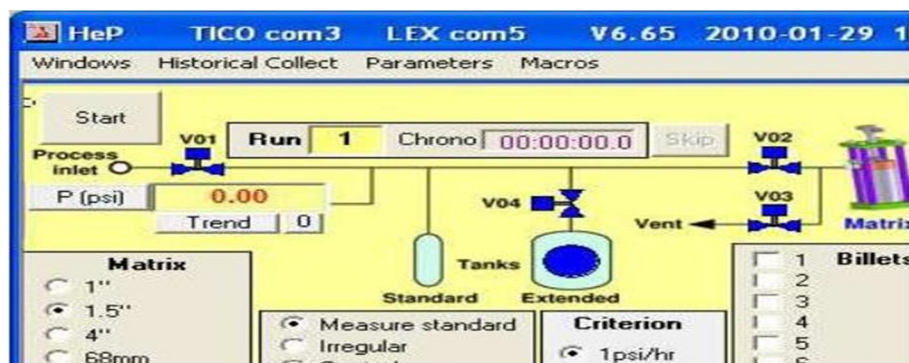 HeP TICO com3 LEX com5 V6.65 2010-01-29 1
Windows Historical Collect Parameters Macros
Start
V01 Run 1 Chrono 00:00:00.0 Skip V02
Process
inlet
P (psi) 0.00
Trend 0
V04
V03
Vent
Matrix
Tanks
Standard Extended
Matrix
1"
1.5"
4"
68mm
Measure standard
Irregular
Criterion
1psi/hr
Billets
1
2
3
4
5
6